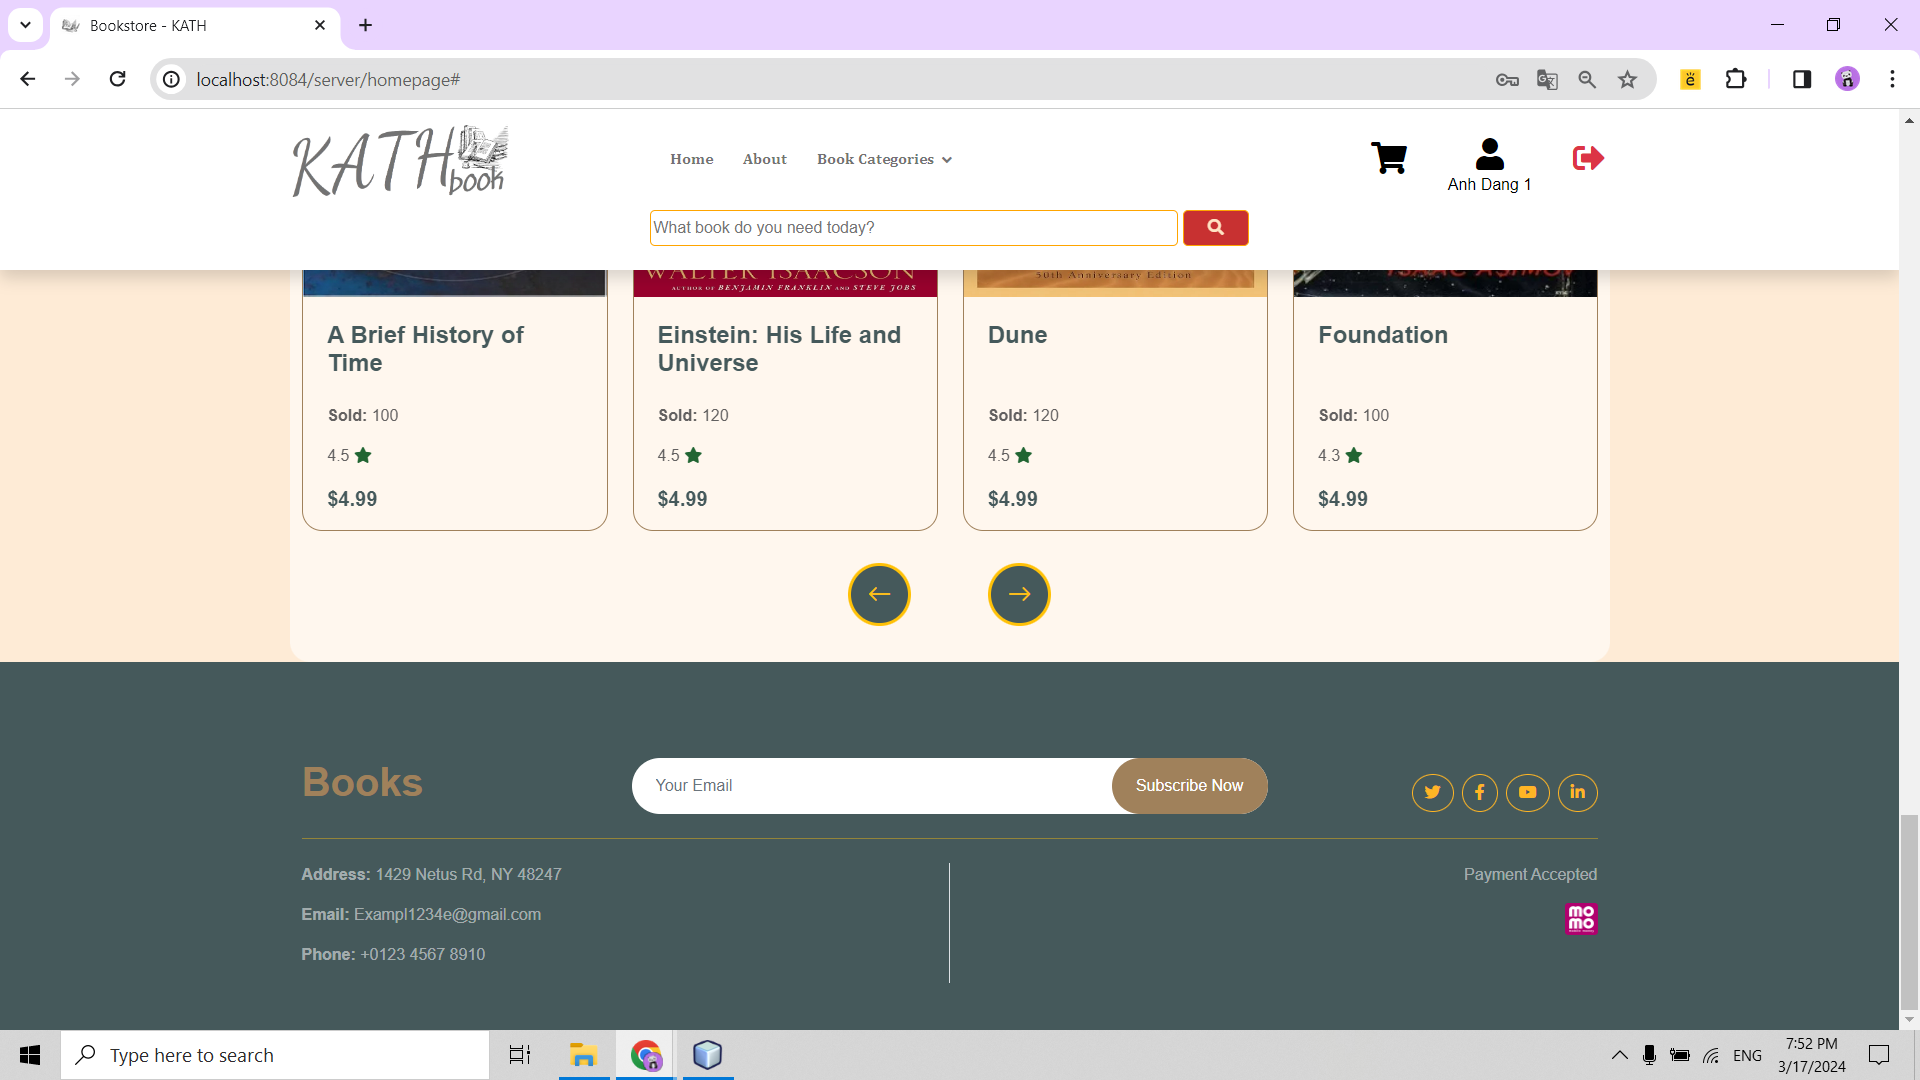 Bookstore - KATH
localhost:8084/server/homepage#
KATH book
Home About Book Categories
Anh Dang 1
What book do you need today?
WALTER ISAACSON
AUTHOR OF BENJAMIN FRANKLIN AND STEVE JOBS
50th Anniversary Edition
ISAAC ASIMOV
A Brief History of
Time
Sold: 100
4.5
$4.99
Einstein: His Life and
Universe
Sold: 120
4.5
$4.99
Dune
Sold: 120
4.5
$4.99
Foundation
Sold: 100
4.3
$4.99
Books
Your Email
Subscribe Now
Address: 1429 Netus Rd, NY 48247
Email: Exampl1234e@gmail.com
Phone: +0123 4567 8910
Payment Accepted
mo
mo
Type here to search
ENG
7:52 PM
3/17/2024